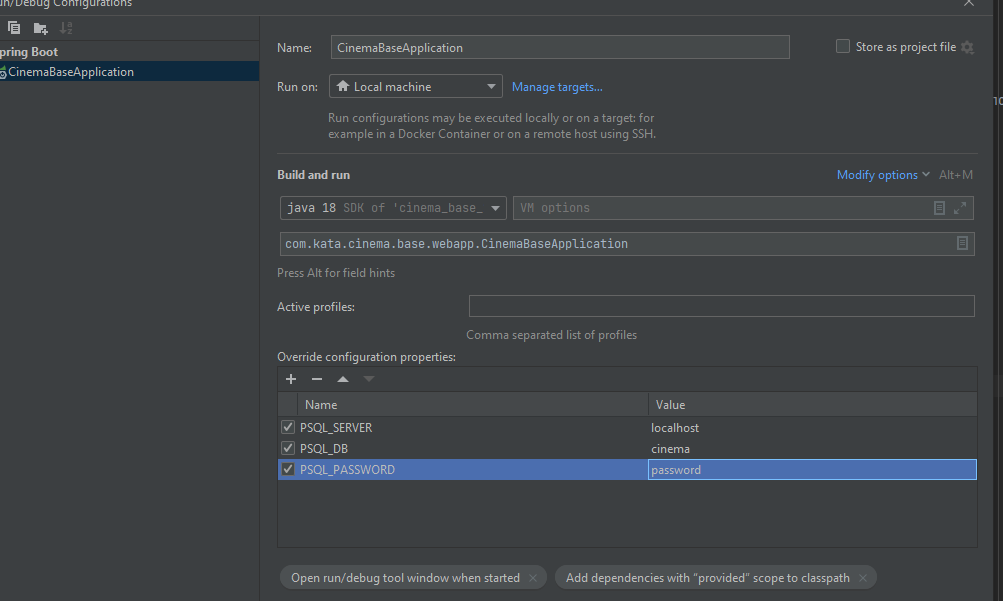 un/Debug Configurations
pring Boot
CinemaBaseApplication
Name: CinemaBaseApplication Store as project file
Run on: Local machine Manage targets...
Run configurations may be executed locally or on a target: for
example in a Docker Container or on a remote host using SSH.
Build and run Modify options Alt+M
java 18 SDK of 'cinema_base_ VM options
com.kata.cinema.base.webapp.CinemaBaseApplication
Press Alt for field hints
Active profiles:
Comma separated list of profiles
Override configuration properties:
Name Value
PSQL_SERVER localhost
PSQL_DB cinema
PSQL_PASSWORD password
Open run/debug tool window when started × Add dependencies with "provided" scope to classpath ×